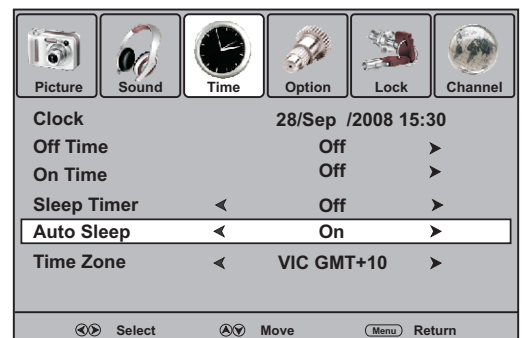 Picture Sound Time Option Lock Channel
Clock 28/Sep /2008 15:30
Off Time Off
On Time Off
Sleep Timer Off
Auto Sleep On
Time Zone VIC GMT+10
Select Move Menu Return